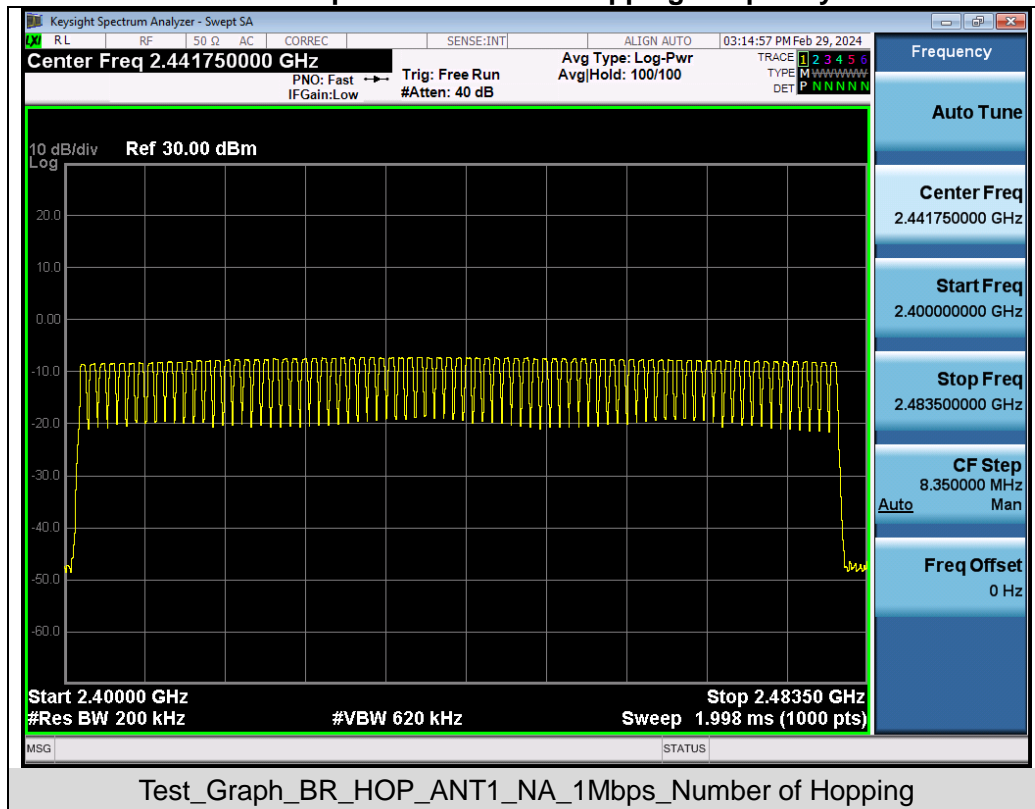 Keysight Spectrum Analyzer - Swept SA
LXI RL RF 50 Ω AC CORREC SENSE:INT ALIGN AUTO 03:14:57 PM Feb 29, 2024
Center Freq 2.441750000 GHz
PNO: Fast
IFGain:Low
Trig: Free Run
#Atten: 40 dB
Avg Type: Log-Pwr
Avg|Hold: 100/100
TRACE 1 2 3 4 5 6
TYPE M WWWWW
DET P N N N N N
10 dB/div Ref 30.00 dBm
Log
20.0
10.0
0.00
-10.0
-20.0
-30.0
-40.0
-50.0
-60.0
Start 2.40000 GHz
Stop 2.48350 GHz
#Res BW 200 kHz
#VBW 620 kHz
Sweep 1.998 ms (1000 pts)
MSG
STATUS
Frequency
Auto Tune
Center Freq
2.441750000 GHz
Start Freq
2.400000000 GHz
Stop Freq
2.483500000 GHz
CF Step
8.350000 MHz
Auto Man
Freq Offset
0 Hz
Test_Graph_BR_HOP_ANT1_NA_1Mbps_Number of Hopping